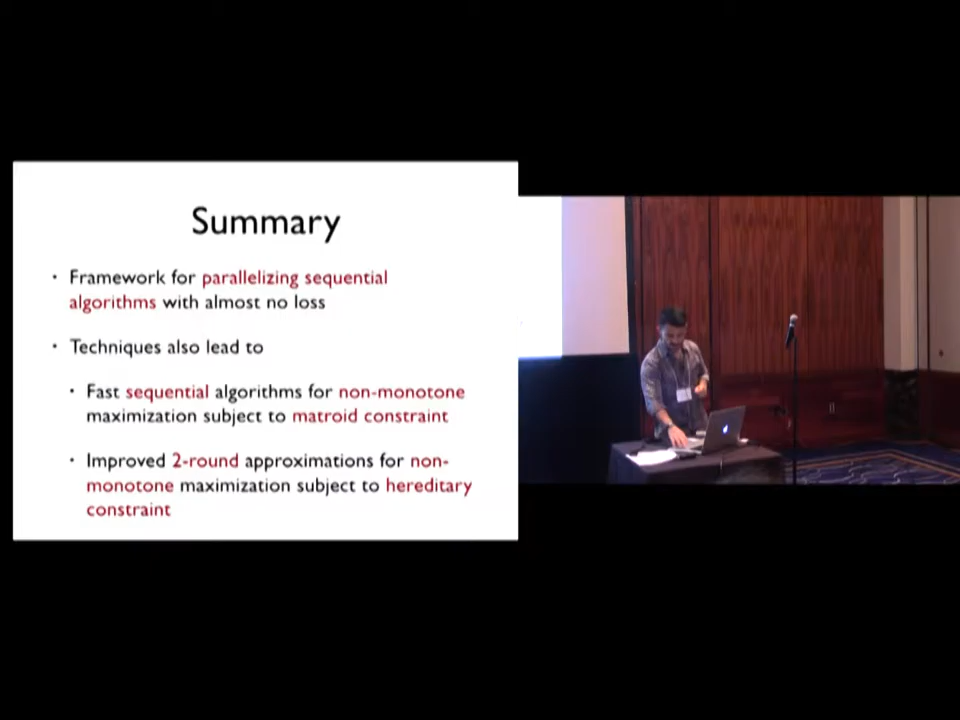 Summary
• Framework for parallelizing sequential
algorithms with almost no loss
• Techniques also lead to
• Fast sequential algorithms for non-monotone
maximization subject to matroid constraint
• Improved 2-round approximations for non-
monotone maximization subject to hereditary
constraint